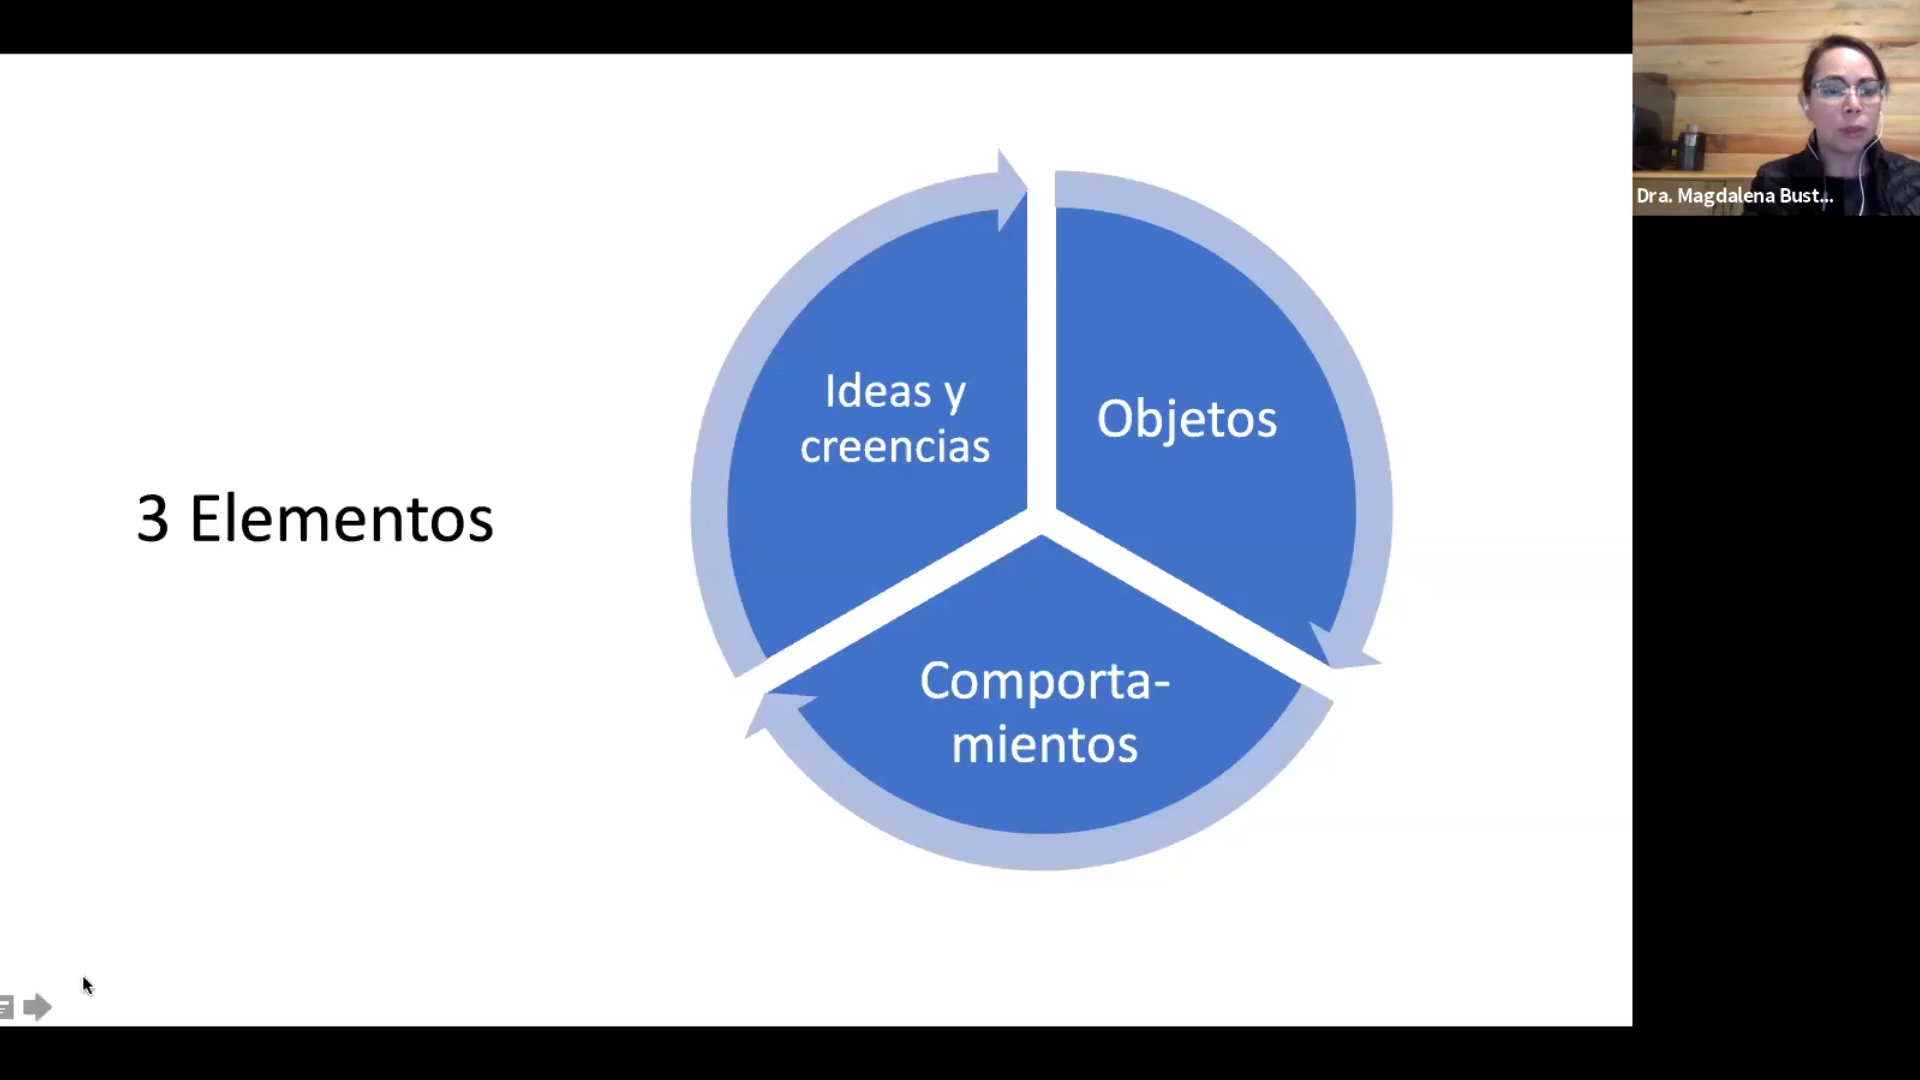 3 Elementos
Ideas y
creencias
Objetos
Comporta-
mientos
Dra. Magdalena Bust...